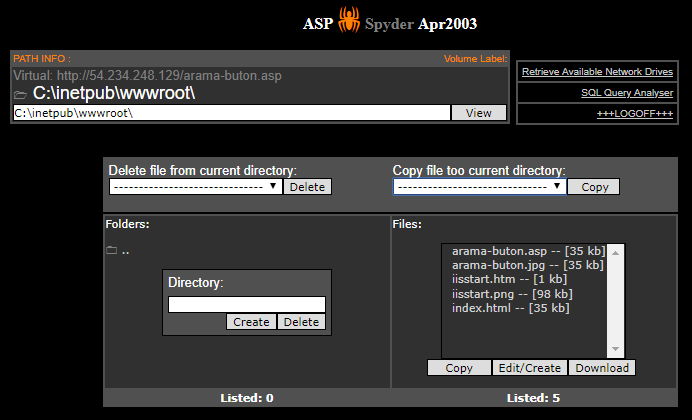 ASP Spyder Apr2003
PATH INFO : Volume Label:
Virtual: http://54.234.248.129/arama-buton.asp
C:\inetpub\wwwroot\
C:\inetpub\wwwroot\ View
Retrieve Available Network Drives
SQL Query Analyser
+++LOGOFF+++
Delete file from current directory:
-------------------------------- Delete
Copy file too current directory:
-------------------------------- Copy
Folders:
..
Directory:
Create Delete
Listed: 0
Files:
arama-buton.asp -- [35 kb]
arama-buton.jpg -- [35 kb]
iisstart.htm -- [1 kb]
iisstart.png -- [98 kb]
index.html -- [35 kb]
Copy Edit/Create Download
Listed: 5